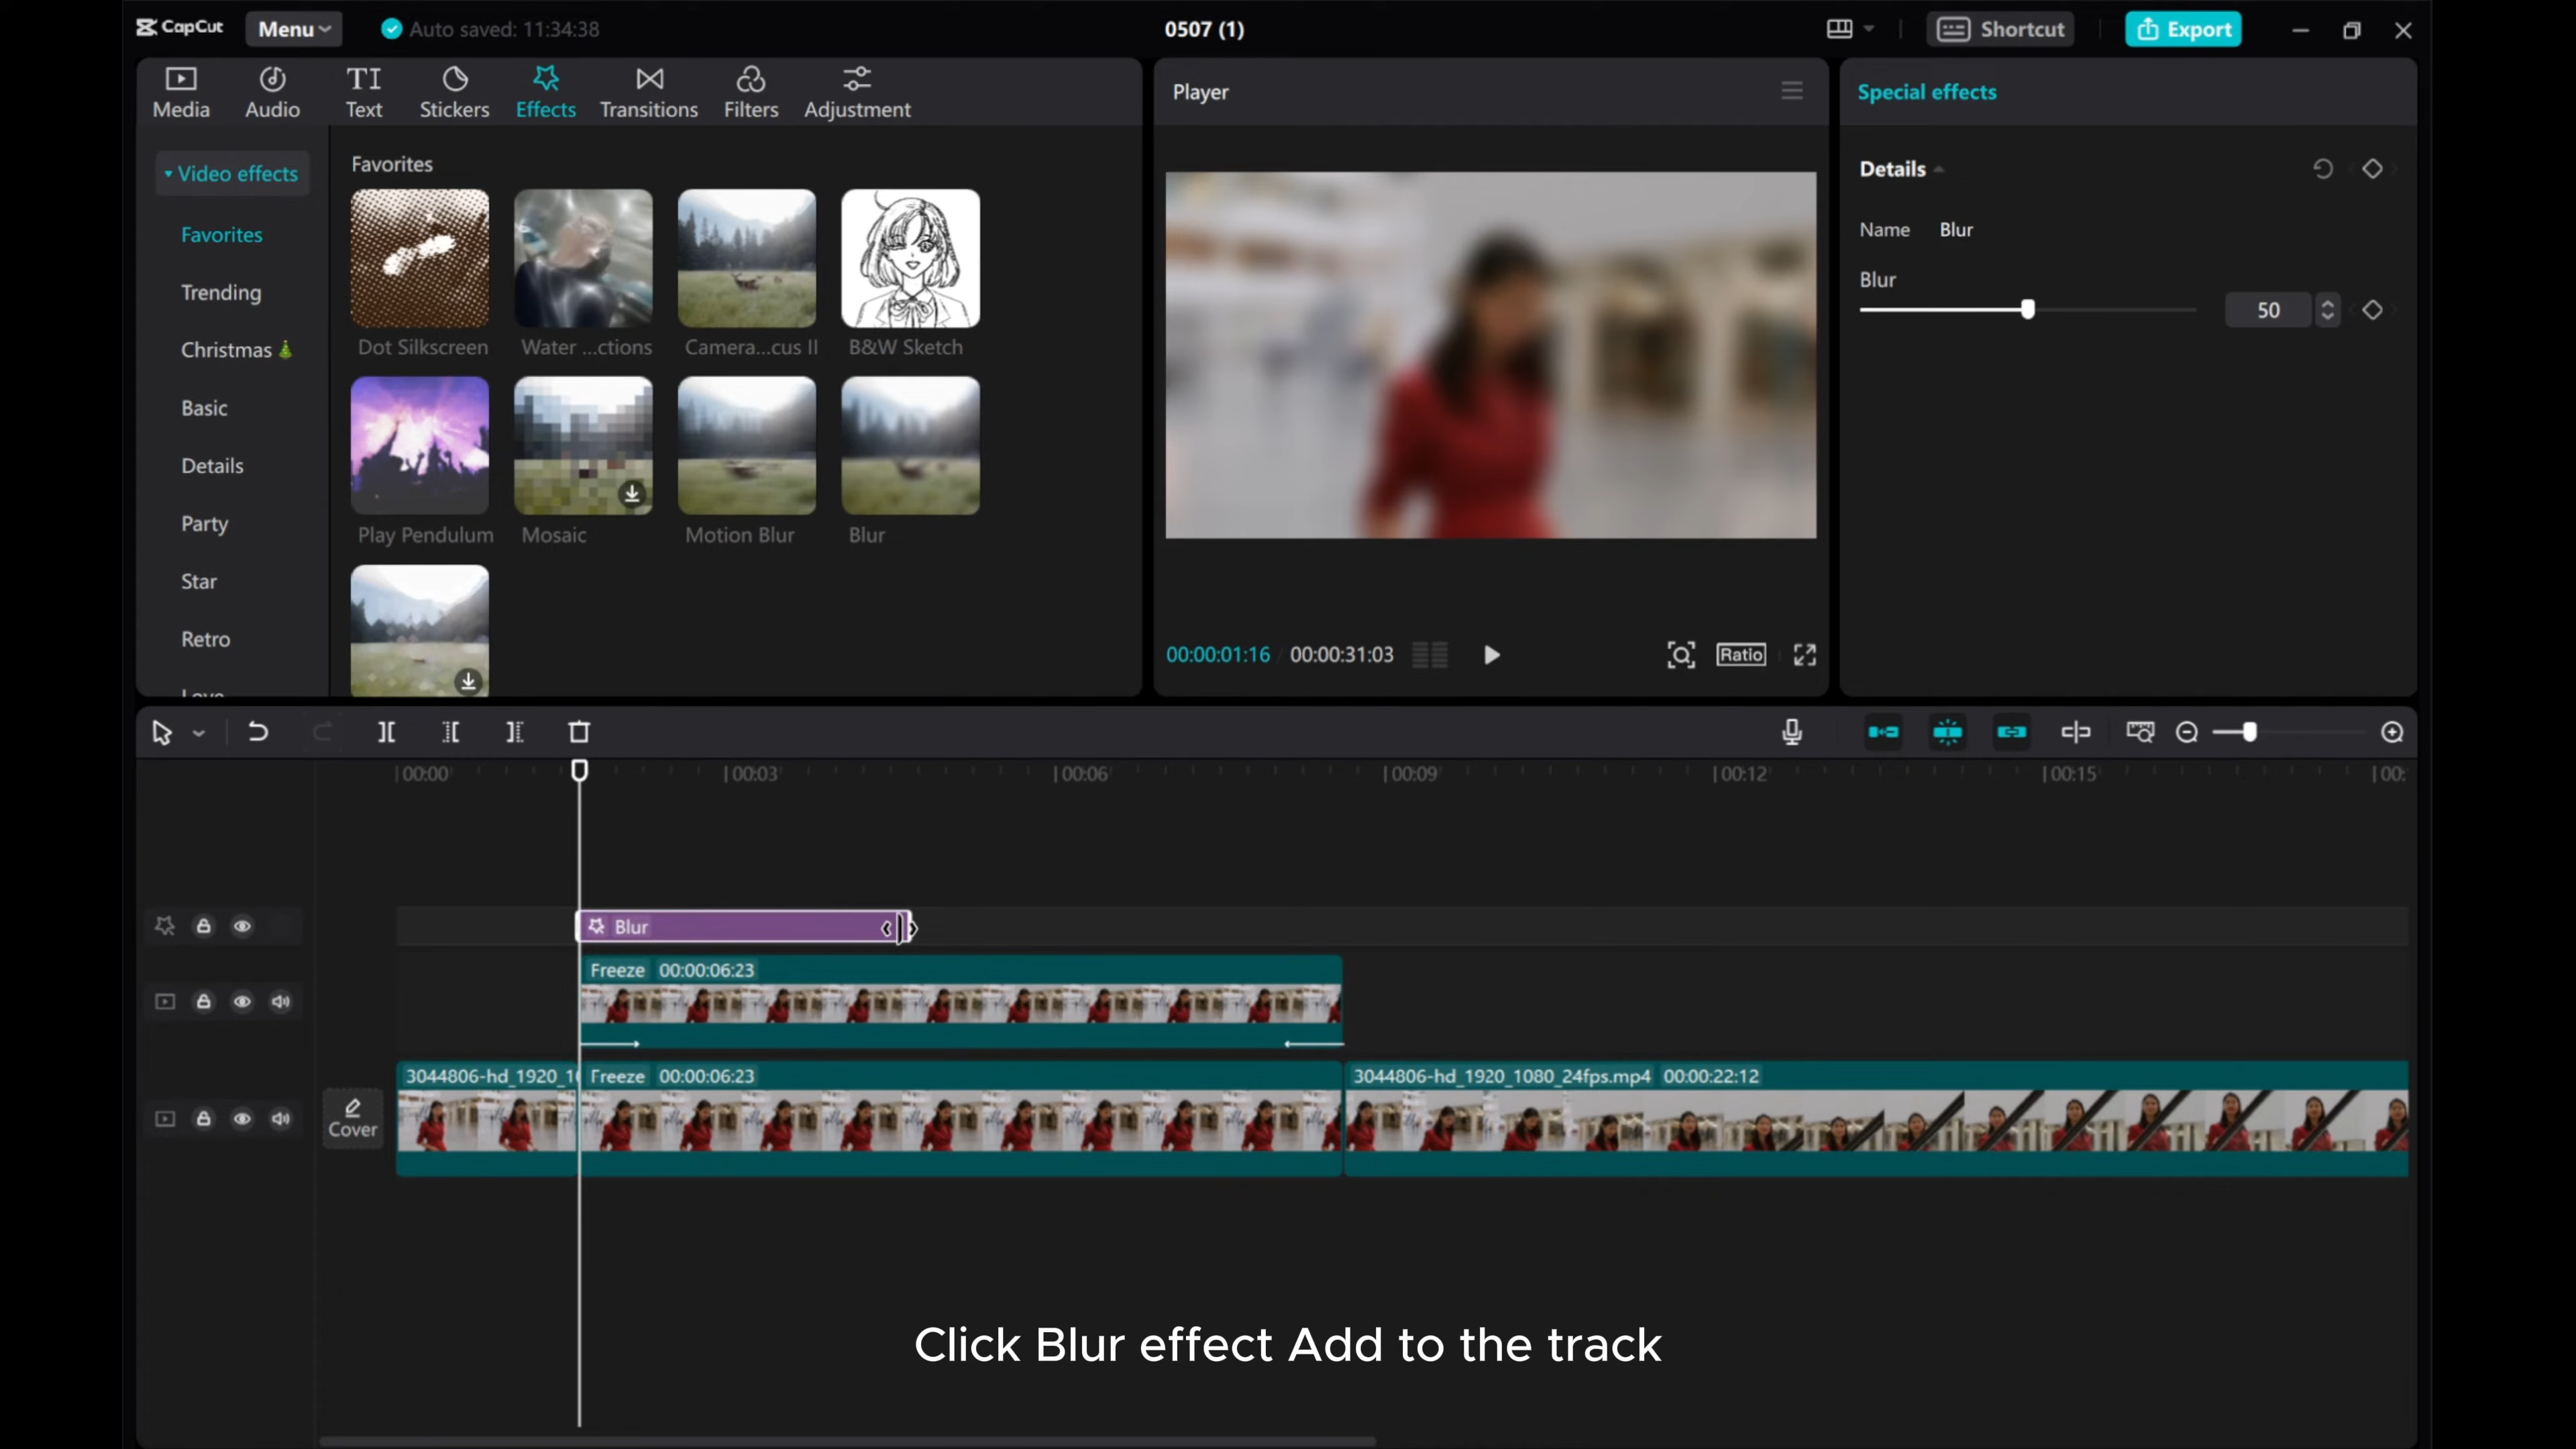 CapCut
Menu
Auto saved: 11:34:38
0507 (1)
Shortcut
Export
Media
Audio
TI
Text
Stickers
Effects
Transitions
Filters
Adjustment
Video effects
Favorites
Trending
Christmas
Basic
Details
Party
Star
Retro
Love
Favorites
Dot Silkscreen
Water ...ctions
Camera...cus II
B&W Sketch
Play Pendulum
Mosaic
Motion Blur
Blur
Player
00:00:01:16
00:00:31:03
Ratio
Special effects
Details
Name Blur
Blur
50
00:00
00:03
00:06
00:09
00:12
00:15
00:
Blur
Freeze 00:00:06:23
Cover
3044806-hd_1920_10
Freeze 00:00:06:23
3044806-hd_1920_1080_24fps.mp4 00:00:22:12
Click Blur effect Add to the track